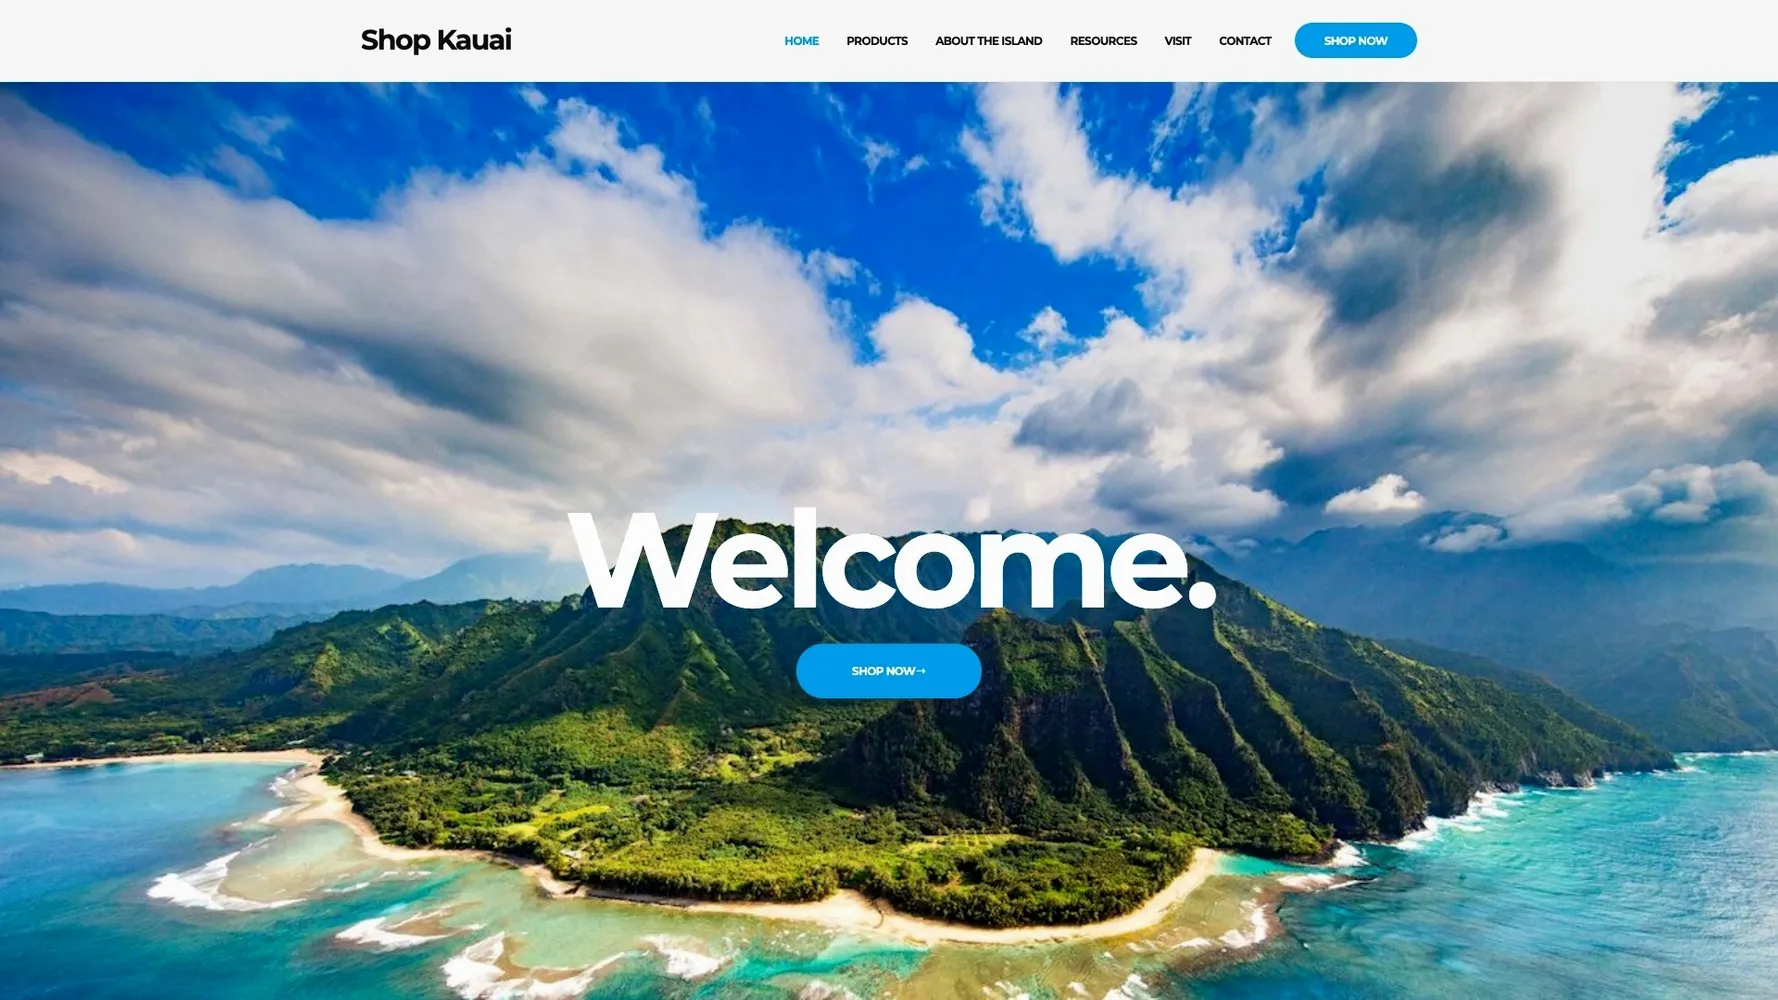 Shop Kauai
HOME PRODUCTS ABOUT THE ISLAND RESOURCES VISIT CONTACT SHOP NOW
Welcome.
SHOP NOW→